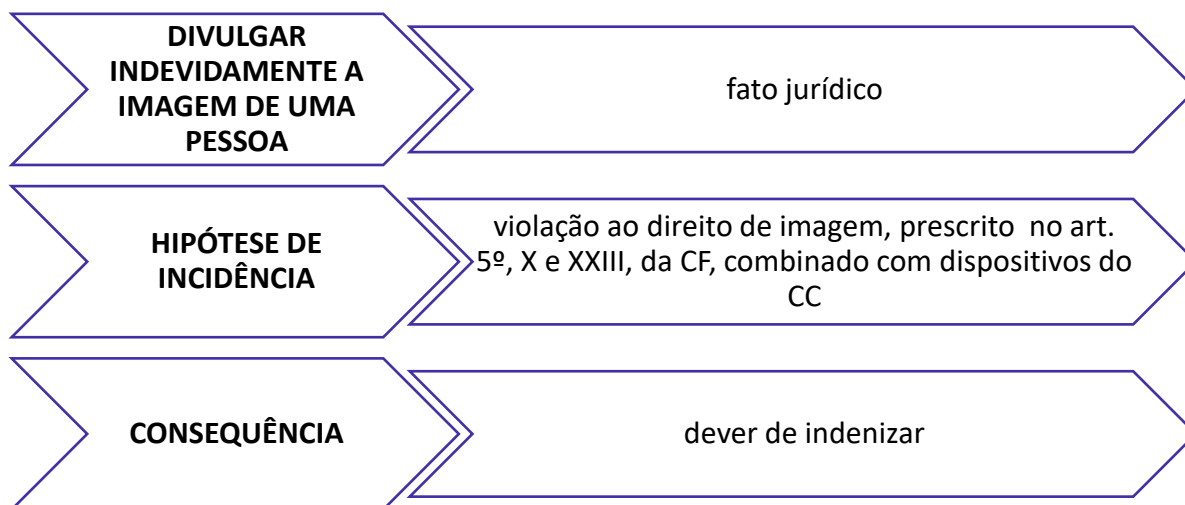 DIVULGAR
INDEVIDAMENTE A
IMAGEM DE UMA
PESSOA
fato jurídico
HIPÓTESE DE
INCIDÊNCIA
violação ao direito de imagem, prescrito no art.
5º, X e XXIII, da CF, combinado com dispositivos do
CC
CONSEQUÊNCIA
dever de indenizar